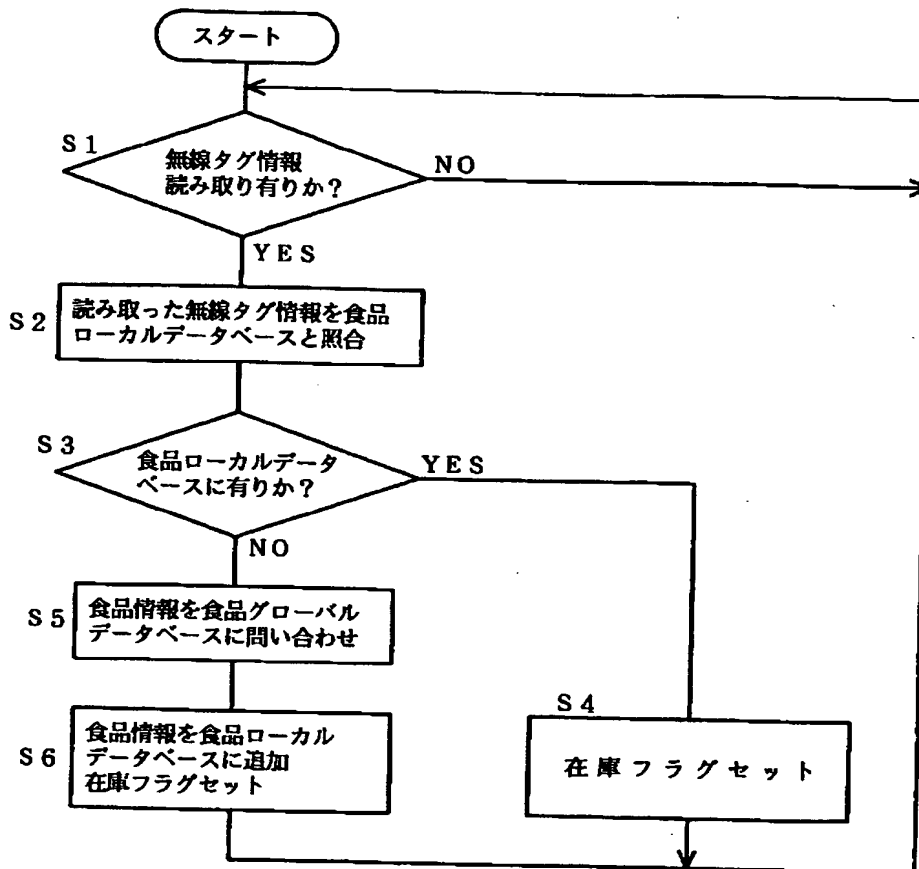 スタート
S1
無線タグ情報
読み取り有りか？
NO
YES
S2
読み取った無線タグ情報を食品
ローカルデータベースと照合
S3
食品ローカルデータ
ベースに有りか？
YES
NO
S5
食品情報を食品グローバル
データベースに問い合わせ
S4
在庫フラグセット
S6
食品情報を食品ローカル
データベースに追加
在庫フラグセット